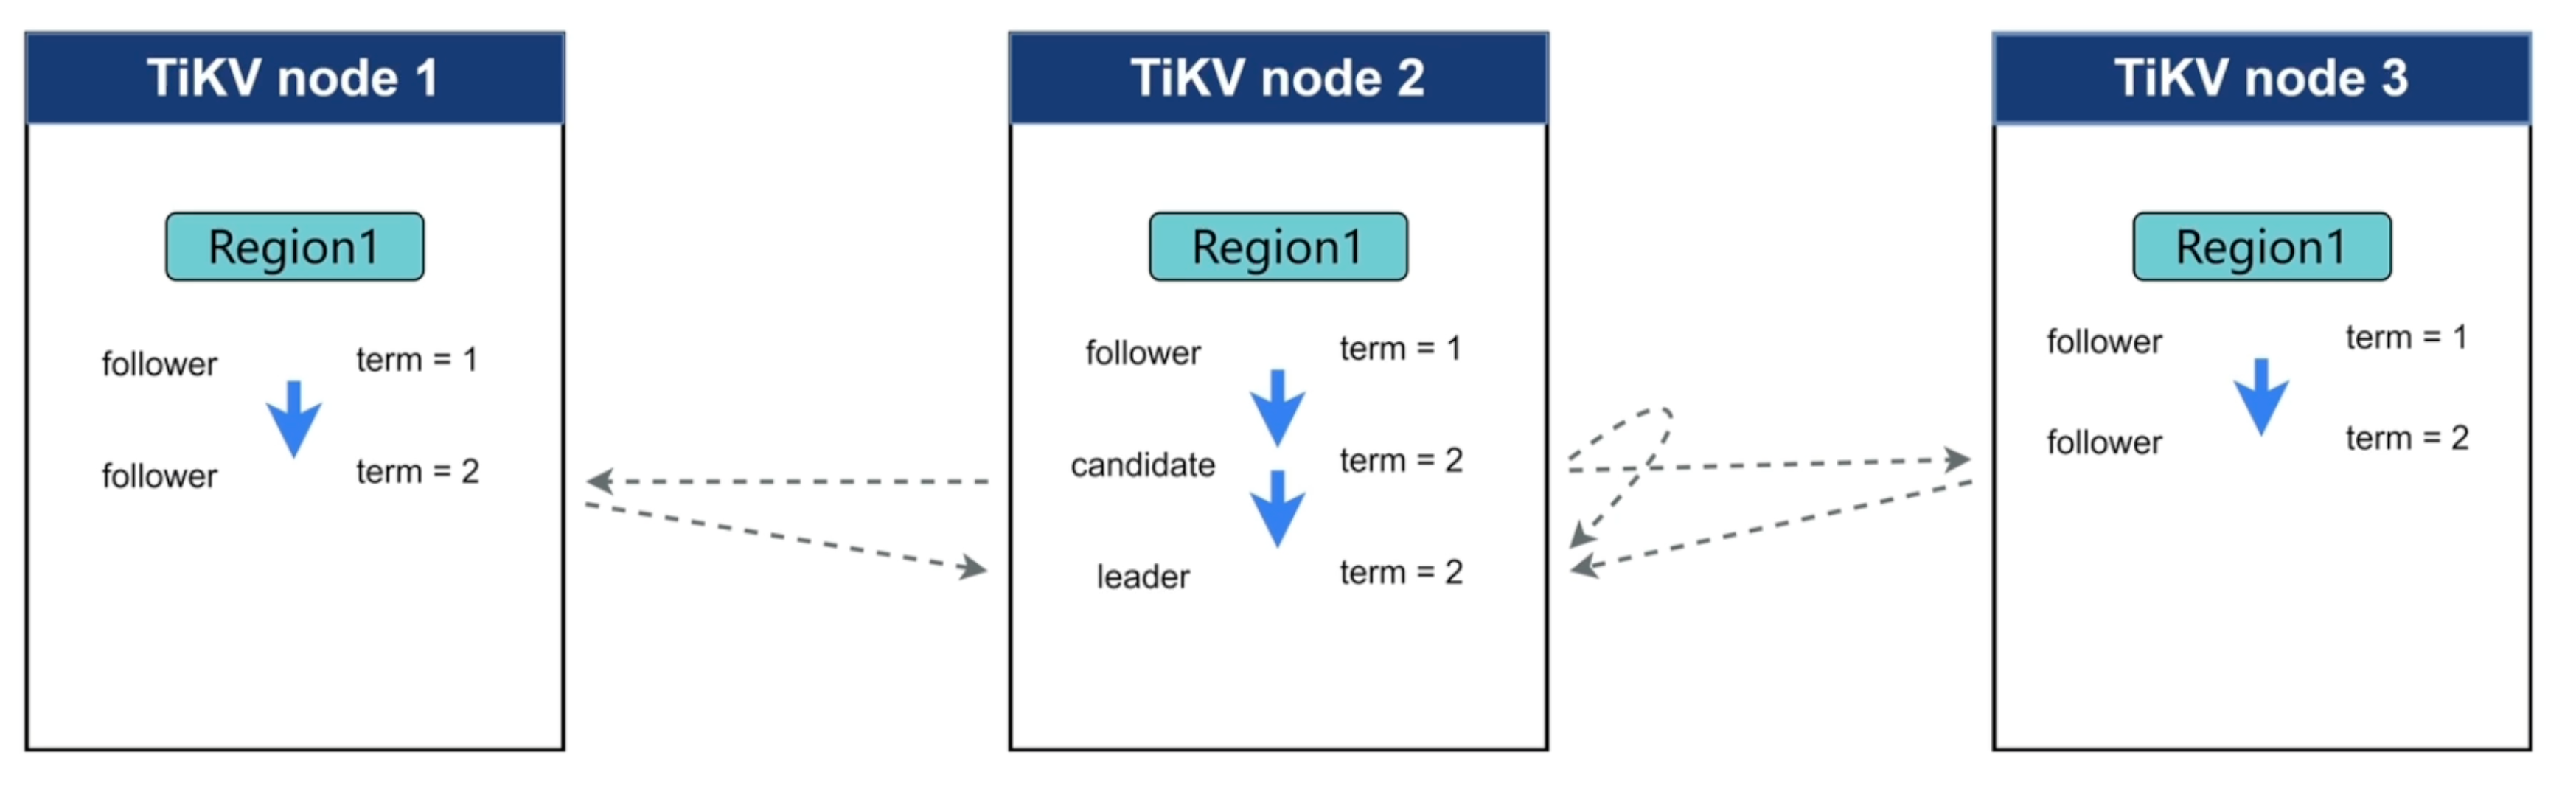 TiKV node 1
Region1
follower term = 1
follower term = 2
TiKV node 2
Region1
follower term = 1
candidate term = 2
leader term = 2
TiKV node 3
Region1
follower term = 1
follower term = 2